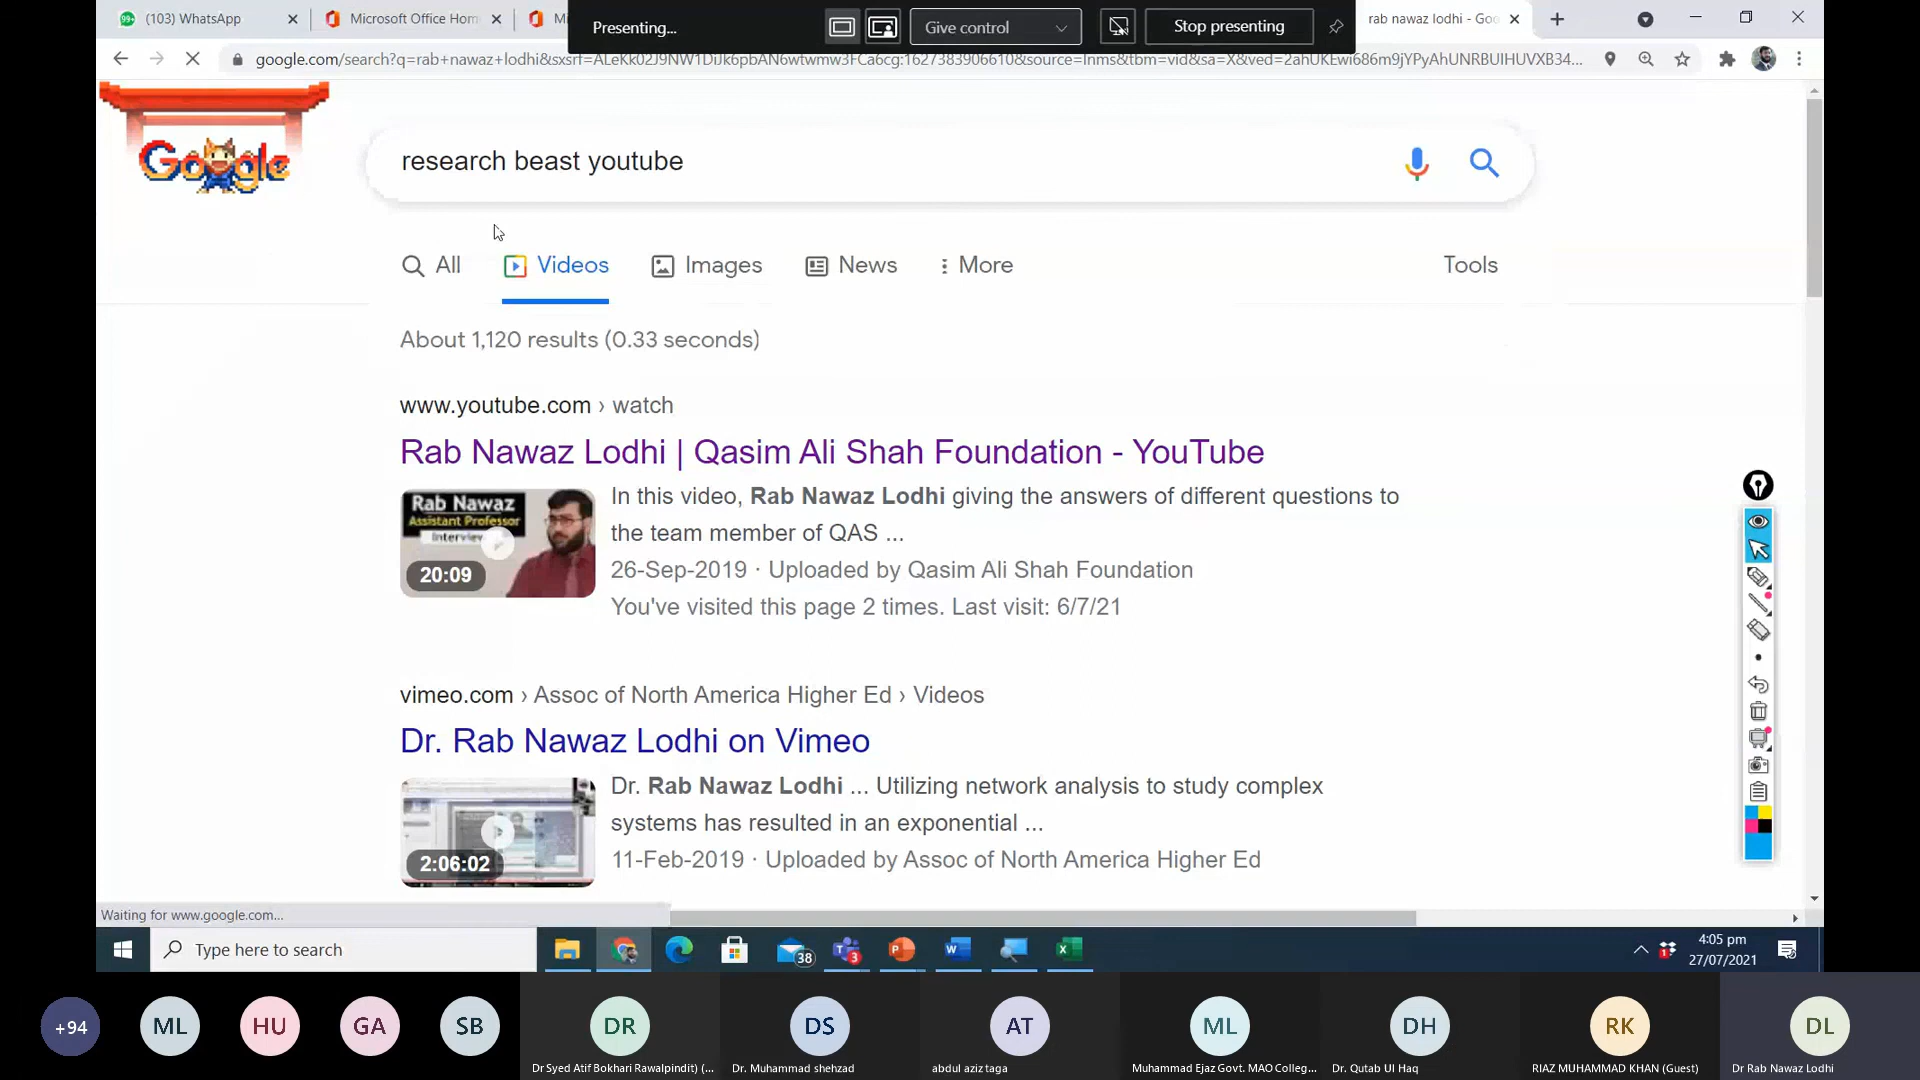 (103) WhatsApp
Microsoft Office Hom
Mi
Presenting...
Give control
Stop presenting
rab nawaz lodhi - Goo
google.com/search?q=rab+nawaz+lodhi&sxsrf=ALeKk02J9NW1DiJk6pbAN6wtwmw3FCa6cg:1627383906610&source=lnms&tbm=vid&sa=X&ved=2ahUKEwi686m9jYPyAhUNRBUIHUVXB34...
Google
research beast youtube
All
Videos
Images
News
More
Tools
About 1,120 results (0.33 seconds)
www.youtube.com › watch
Rab Nawaz Lodhi | Qasim Ali Shah Foundation - YouTube
Rab Nawaz
Assistant Professor
Interview
20:09
In this video, Rab Nawaz Lodhi giving the answers of different questions to
the team member of QAS ...
26-Sep-2019 · Uploaded by Qasim Ali Shah Foundation
You've visited this page 2 times. Last visit: 6/7/21
vimeo.com › Assoc of North America Higher Ed › Videos
Dr. Rab Nawaz Lodhi on Vimeo
2:06:02
Dr. Rab Nawaz Lodhi ... Utilizing network analysis to study complex
systems has resulted in an exponential ...
11-Feb-2019 · Uploaded by Assoc of North America Higher Ed
Waiting for www.google.com...
Type here to search
38
3
1
4:05 pm
27/07/2021
+94
ML
HU
GA
SB
DR
DS
AT
ML
DH
RK
DL
Dr Syed Atif Bokhari Rawalpindit) (...
Dr. Muhammad shehzad
abdul aziz taga
Muhammad Ejaz Govt. MAO Colleg...
Dr. Qutab Ul Haq
RIAZ MUHAMMAD KHAN (Guest)
Dr Rab Nawaz Lodhi